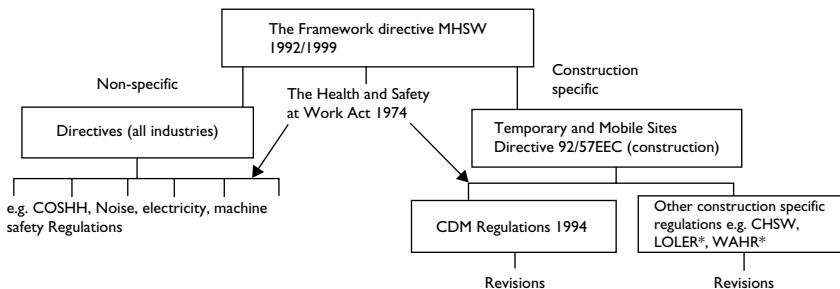 The Framework directive MHSW
1992/1999
Non-specific
Construction
specific
The Health and Safety
at Work Act 1974
Directives (all industries)
Temporary and Mobile Sites
Directive 92/57EEC (construction)
e.g. COSHH, Noise, electricity, machine
safety Regulations
CDM Regulations 1994
Other construction specific
regulations e.g. CHSW,
LOLER*, WAHR*
Revisions
Revisions